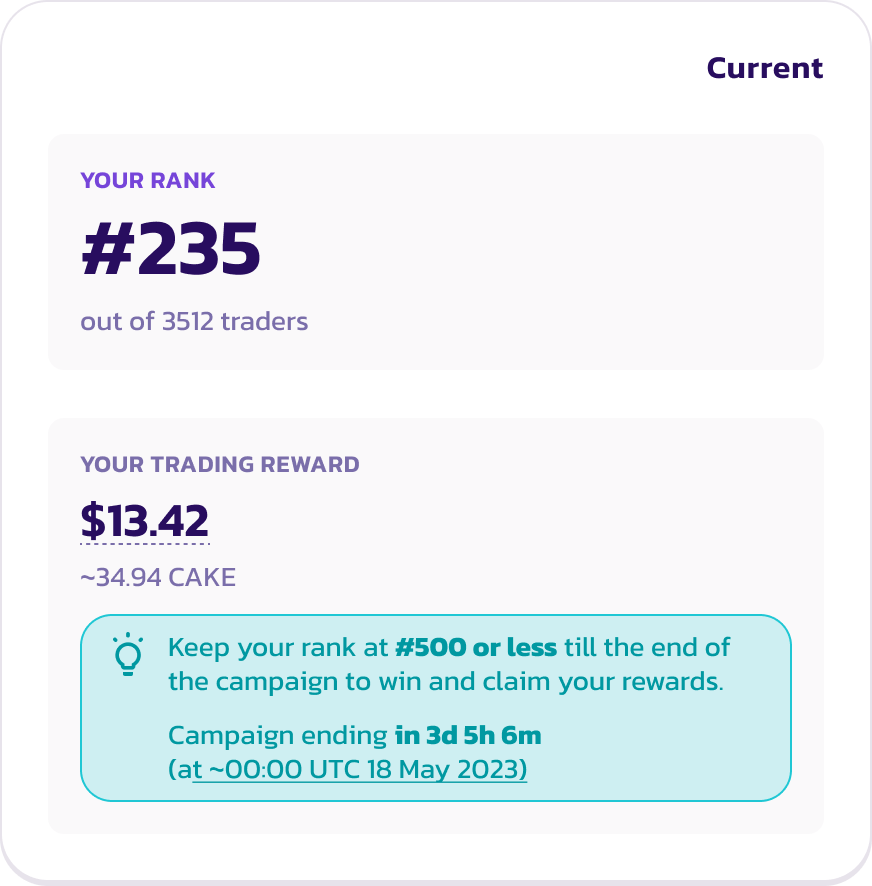 Current
YOUR RANK
#235
out of 3512 traders
YOUR TRADING REWARD
$13.42
~34.94 CAKE
Keep your rank at #500 or less till the end of
the campaign to win and claim your rewards.
Campaign ending in 3d 5h 6m
(at ~00:00 UTC 18 May 2023)